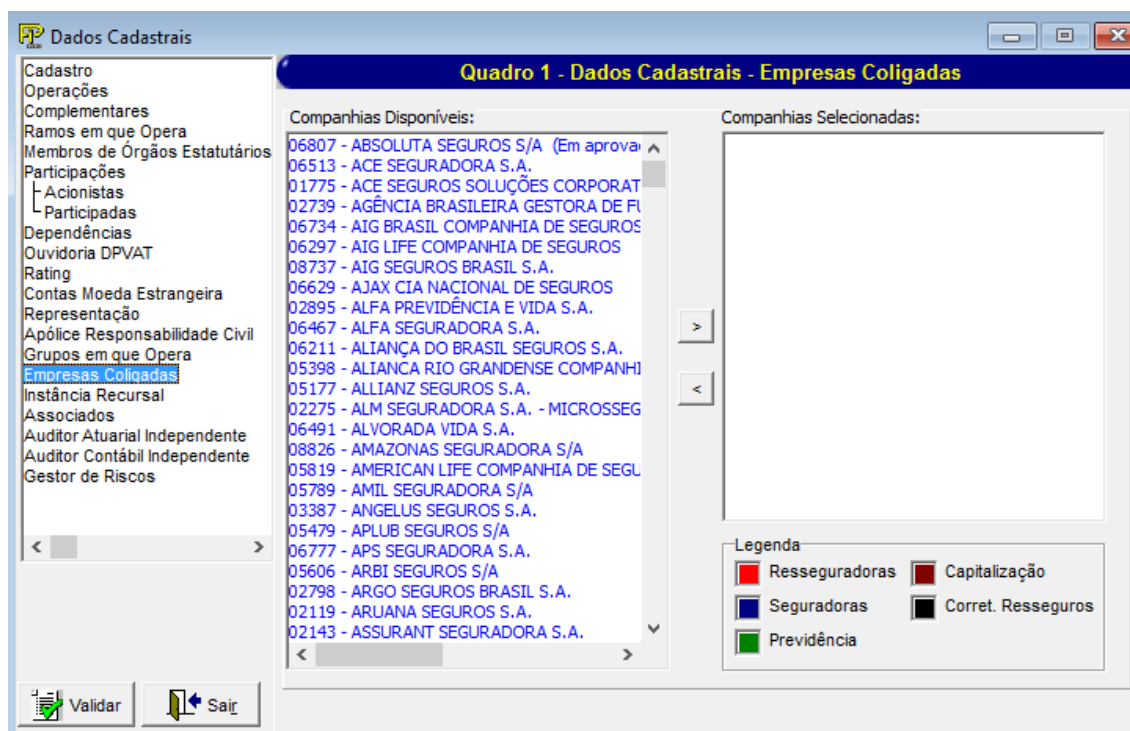 Dados Cadastrais
Cadastro
Operações
Complementares
Ramos em que Opera
Membros de Órgãos Estatutários
Participações
Acionistas
Participadas
Dependências
Ouvidoria DPVAT
Rating
Contas Moeda Estrangeira
Representação
Apólice Responsabilidade Civil
Grupos em que Opera
Empresas Coligadas
Instância Recursal
Associados
Auditor Atuarial Independente
Auditor Contábil Independente
Gestor de Riscos
Validar
Sair
Quadro 1 - Dados Cadastrais - Empresas Coligadas
Companhias Disponíveis:
06807 - ABSOLUTA SEGUROS S/A (Em aprova
06513 - ACE SEGURADORA S.A.
01775 - ACE SEGUROS SOLUÇÕES CORPORAT
02739 - AGÊNCIA BRASILEIRA GESTORA DE FU
06734 - AIG BRASIL COMPANHIA DE SEGUROS
06297 - AIG LIFE COMPANHIA DE SEGUROS
08737 - AIG SEGUROS BRASIL S.A.
06629 - AJAX CIA NACIONAL DE SEGUROS
02895 - ALFA PREVIDÊNCIA E VIDA S.A.
06467 - ALFA SEGURADORA S.A.
06211 - ALIANÇA DO BRASIL SEGUROS S.A.
05398 - ALIANCA RIO GRANDENSE COMPANHI
05177 - ALLIANZ SEGUROS S.A.
02275 - ALM SEGURADORA S.A. - MICROSSEG
06491 - ALVORADA VIDA S.A.
08826 - AMAZONAS SEGURADORA S/A
05819 - AMERICAN LIFE COMPANHIA DE SEGU
05789 - AMIL SEGURADORA S/A
03387 - ANGELUS SEGUROS S.A.
05479 - APLUB SEGUROS S/A
06777 - APS SEGURADORA S.A.
05606 - ARBI SEGUROS S/A
02798 - ARGO SEGUROS BRASIL S.A.
02119 - ARUANA SEGUROS S.A.
02143 - ASSURANT SEGURADORA S.A.
>
<
Companhias Selecionadas:
Legenda
Resseguradoras
Capitalização
Seguradoras
Corret. Resseguros
Previdência